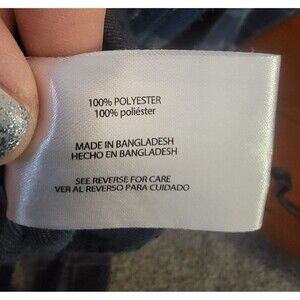 100% POLYESTER
100% poliéster
MADE IN BANGLADESH
HECHO EN BANGLADESH
SEE REVERSE FOR CARE
VER AL REVERSO PARA CUIDADO